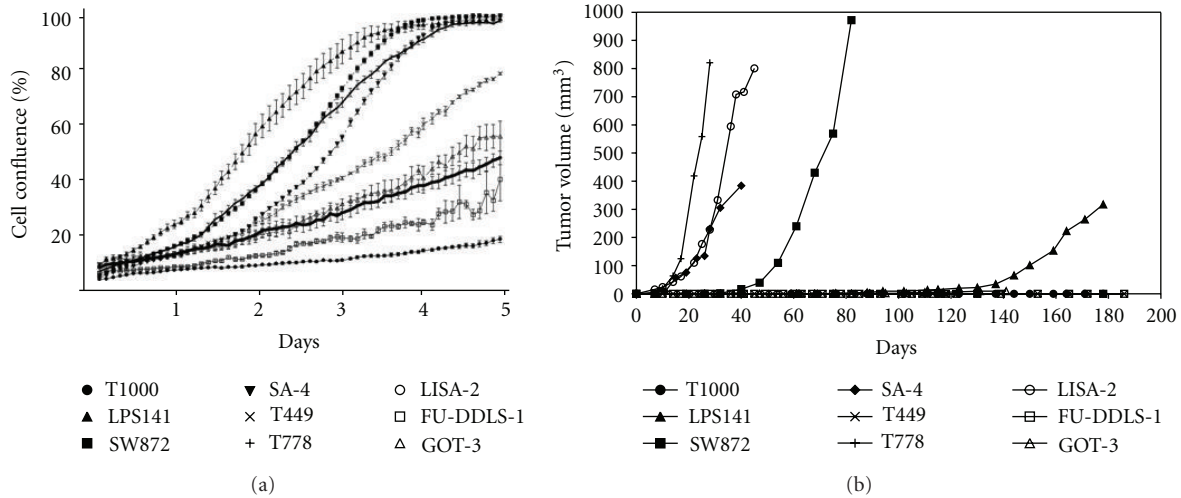 100
80
60
40
20
Cell confluence (%)
1 2 3 4 5
Days
T1000 SA-4 LISA-2
LPS141 T449 FU-DDLS-1
SW872 T778 GOT-3
(a)
1000
900
800
700
600
500
400
300
200
100
0
Tumor volume (mm³)
0 20 40 60 80 100 120 140 160 180 200
Days
T1000 SA-4 LISA-2
LPS141 T449 FU-DDLS-1
SW872 T778 GOT-3
(b)